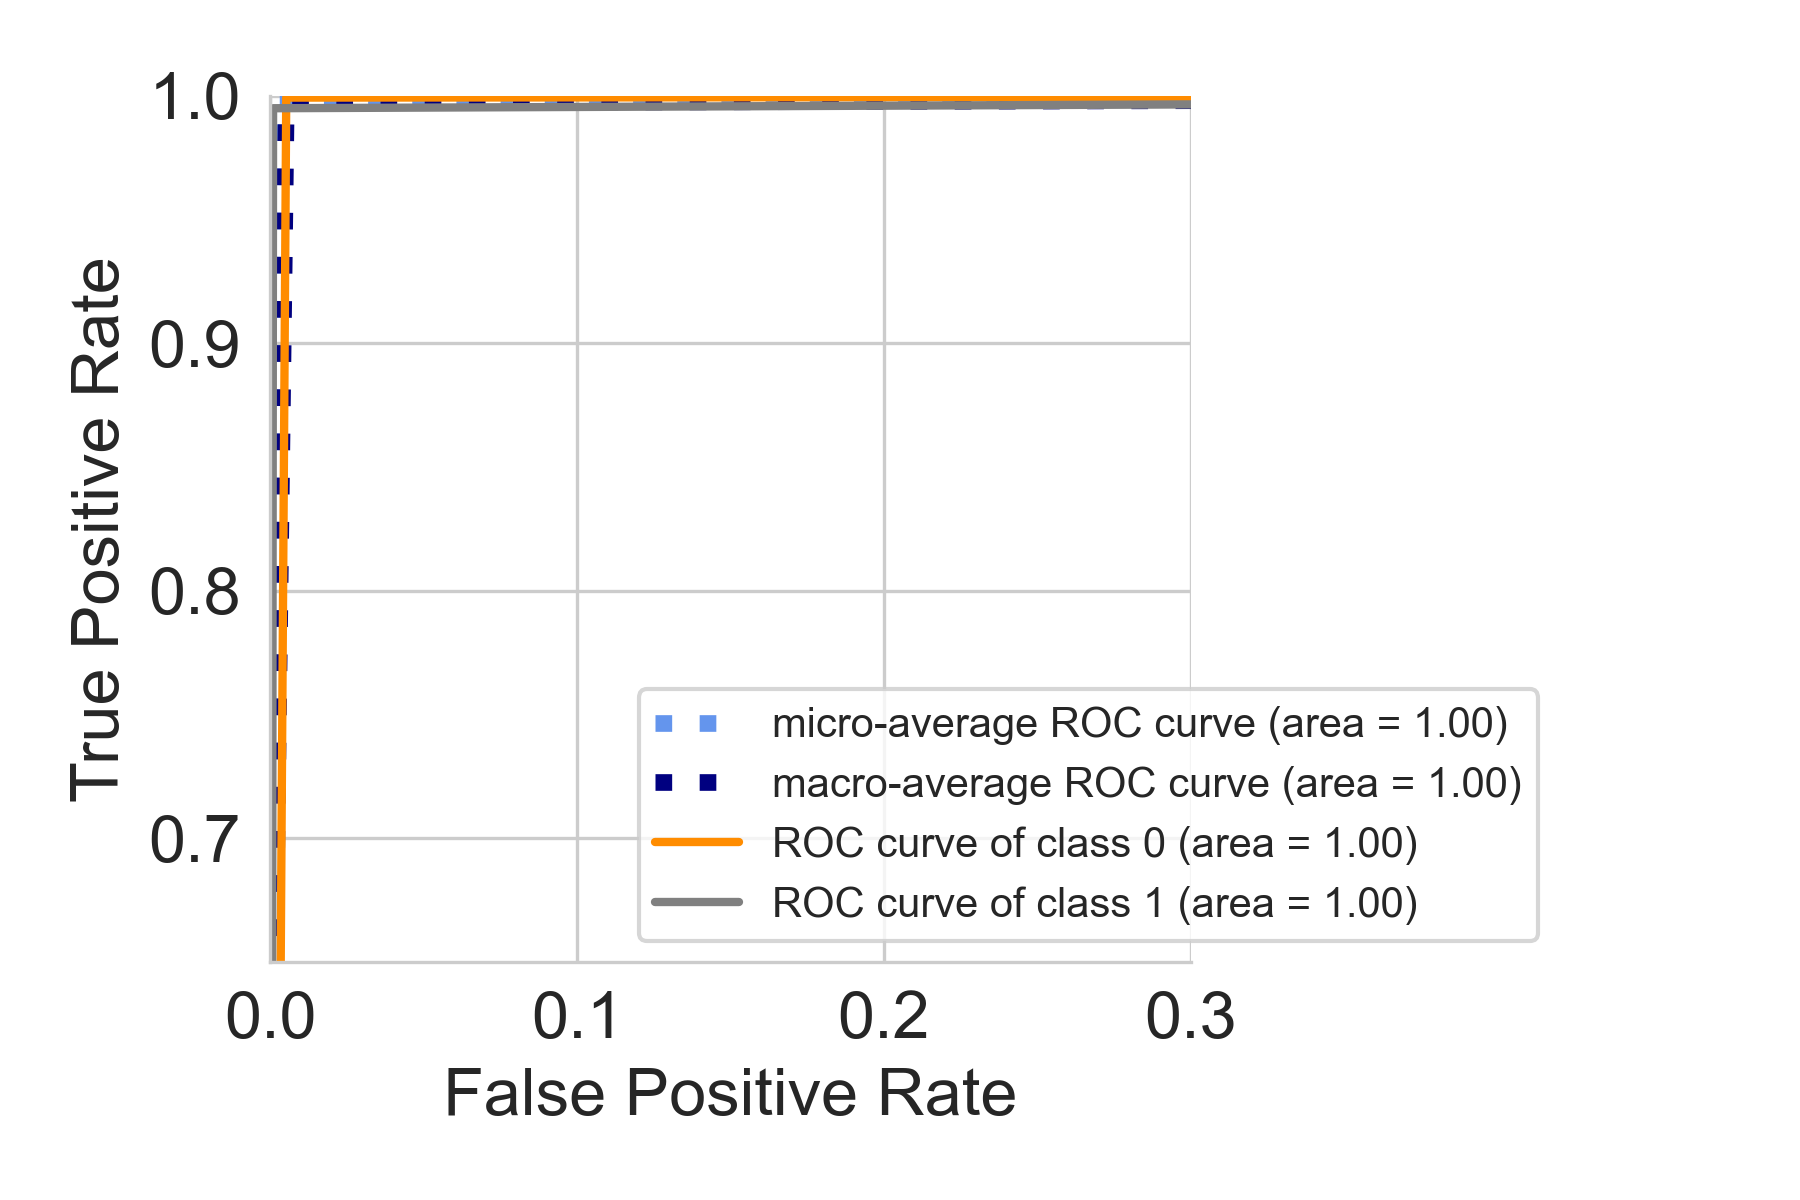 1.0
0.9
0.8
0.7
True Positive Rate
micro-average ROC curve (area = 1.00)
macro-average ROC curve (area = 1.00)
ROC curve of class 0 (area = 1.00)
ROC curve of class 1 (area = 1.00)
0.0 0.1 0.2 0.3
False Positive Rate